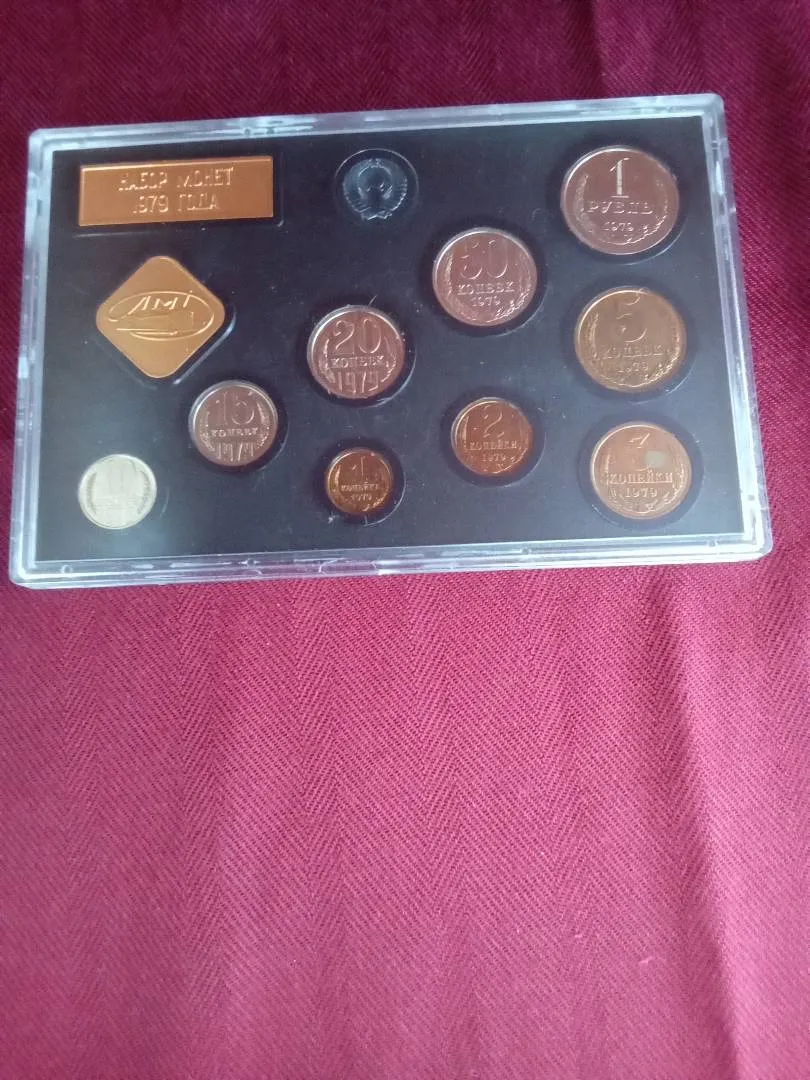 НАБОР МОНЕТ
1979 ГОДА
ЛМД
1
РУБЛЬ
1979
50
КОПЕЕК
1979
20
КОПЕЕК
1979
5
КОПЕЕК
1979
15
КОПЕЕК
1979
2
КОПЕЙКИ
1979
3
КОПЕЙКИ
1979
1
КОПЕЙКА
1979